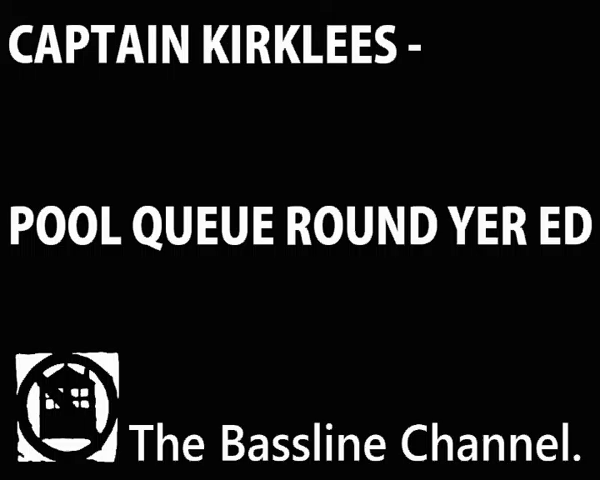 CAPTAIN KIRKLEES -
POOL QUEUE ROUND YER ED
The Bassline Channel.